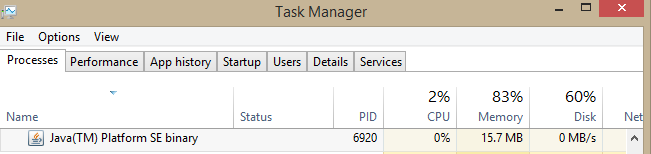 Task Manager
File Options View
Processes Performance App history Startup Users Details Services
2% 83% 60%
Name Status PID CPU Memory Disk Net
Java(TM) Platform SE binary 6920 0% 15.7 MB 0 MB/s